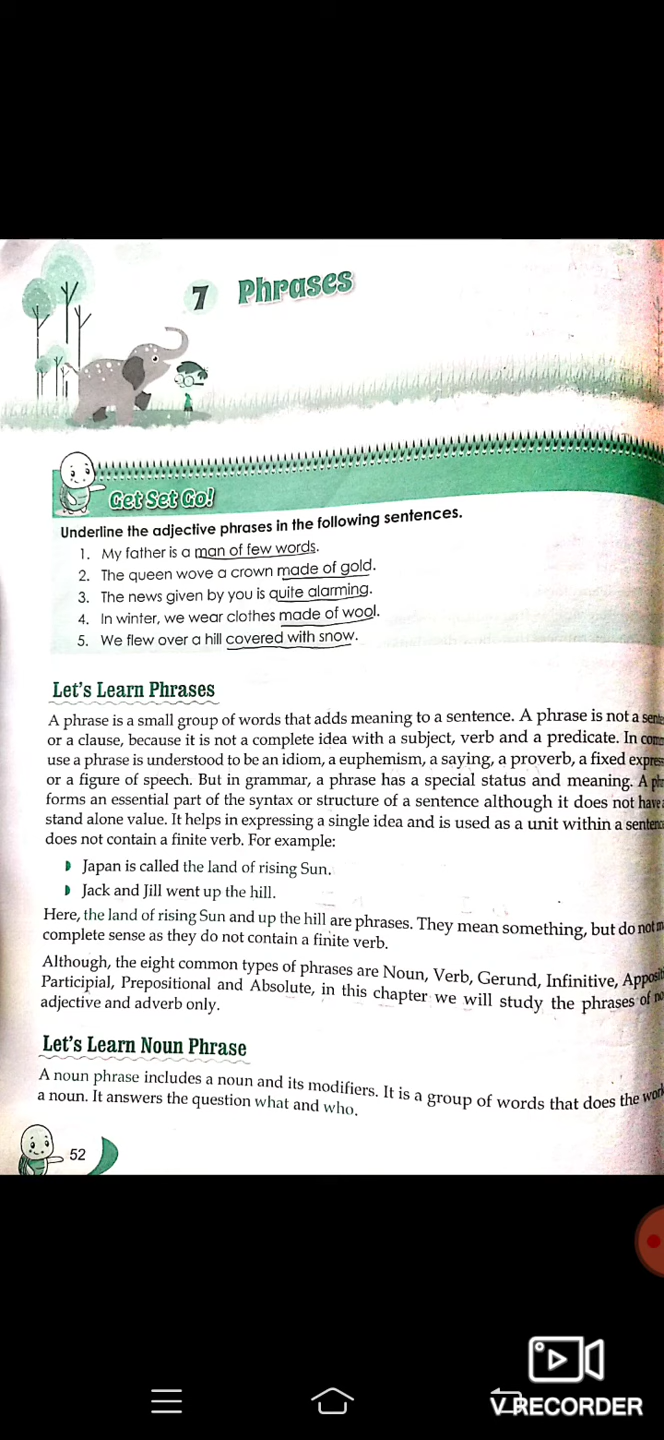 7 Phrases
Get Set Go!
Underline the adjective phrases in the following sentences.
1. My father is a man of few words.
2. The queen wove a crown made of gold.
3. The news given by you is quite alarming.
4. In winter, we wear clothes made of wool.
5. We flew over a hill covered with snow.
Let's Learn Phrases
A phrase is a small group of words that adds meaning to a sentence. A phrase is not a
or a clause, because it is not a complete idea with a subject, verb and a predicate. In
use a phrase is understood to be an idiom, a euphemism, a saying, a proverb, a fixed
or a figure of speech. But in grammar, a phrase has a special status and meaning. A
forms an essential part of the syntax or structure of a sentence although it does not have
stand alone value. It helps in expressing a single idea and is used as a unit within a
does not contain a finite verb. For example:
Japan is called the land of rising Sun.
Jack and Jill went up the hill.
Here, the land of rising Sun and up the hill are phrases. They mean something, but do not
complete sense as they do not contain a finite verb.
Although, the eight common types of phrases are Noun, Verb, Gerund, Infinitive,
Participial, Prepositional and Absolute, in this chapter we will study the phrases of
adjective and adverb only.
Let's Learn Noun Phrase
A noun phrase includes a noun and its modifiers. It is a group of words that does the
a noun. It answers the question what and who.
52
V RECORDER